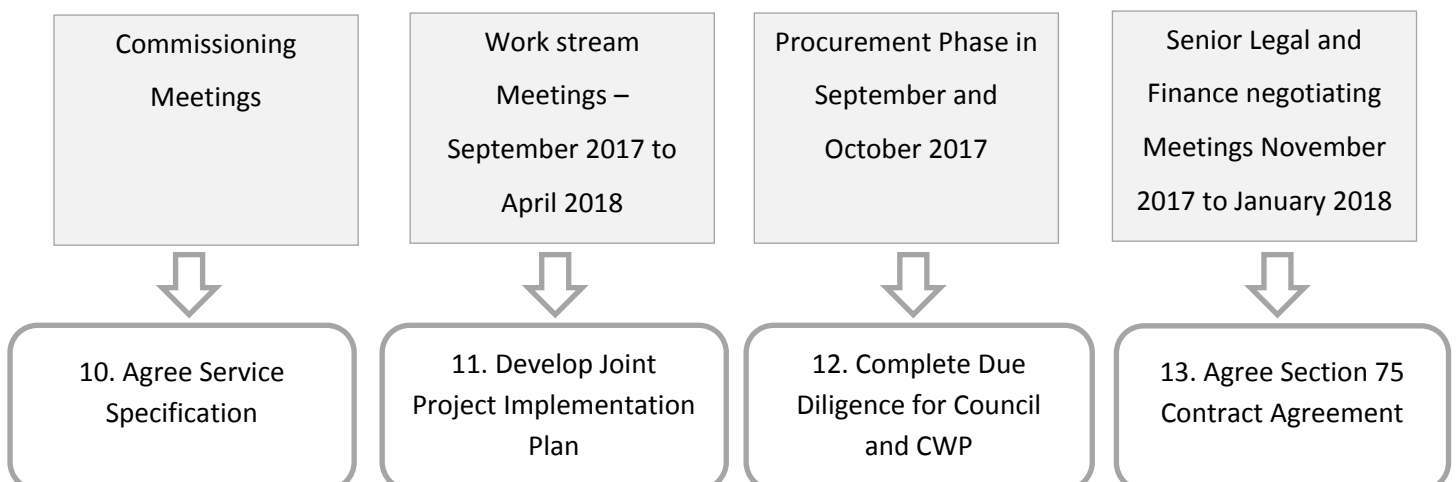 Commissioning
Meetings
Work stream
Meetings –
September 2017 to
April 2018
Procurement Phase in
September and
October 2017
Senior Legal and
Finance negotiating
Meetings November
2017 to January 2018
10. Agree Service
Specification
11. Develop Joint
Project Implementation
Plan
12. Complete Due
Diligence for Council
and CWP
13. Agree Section 75
Contract Agreement